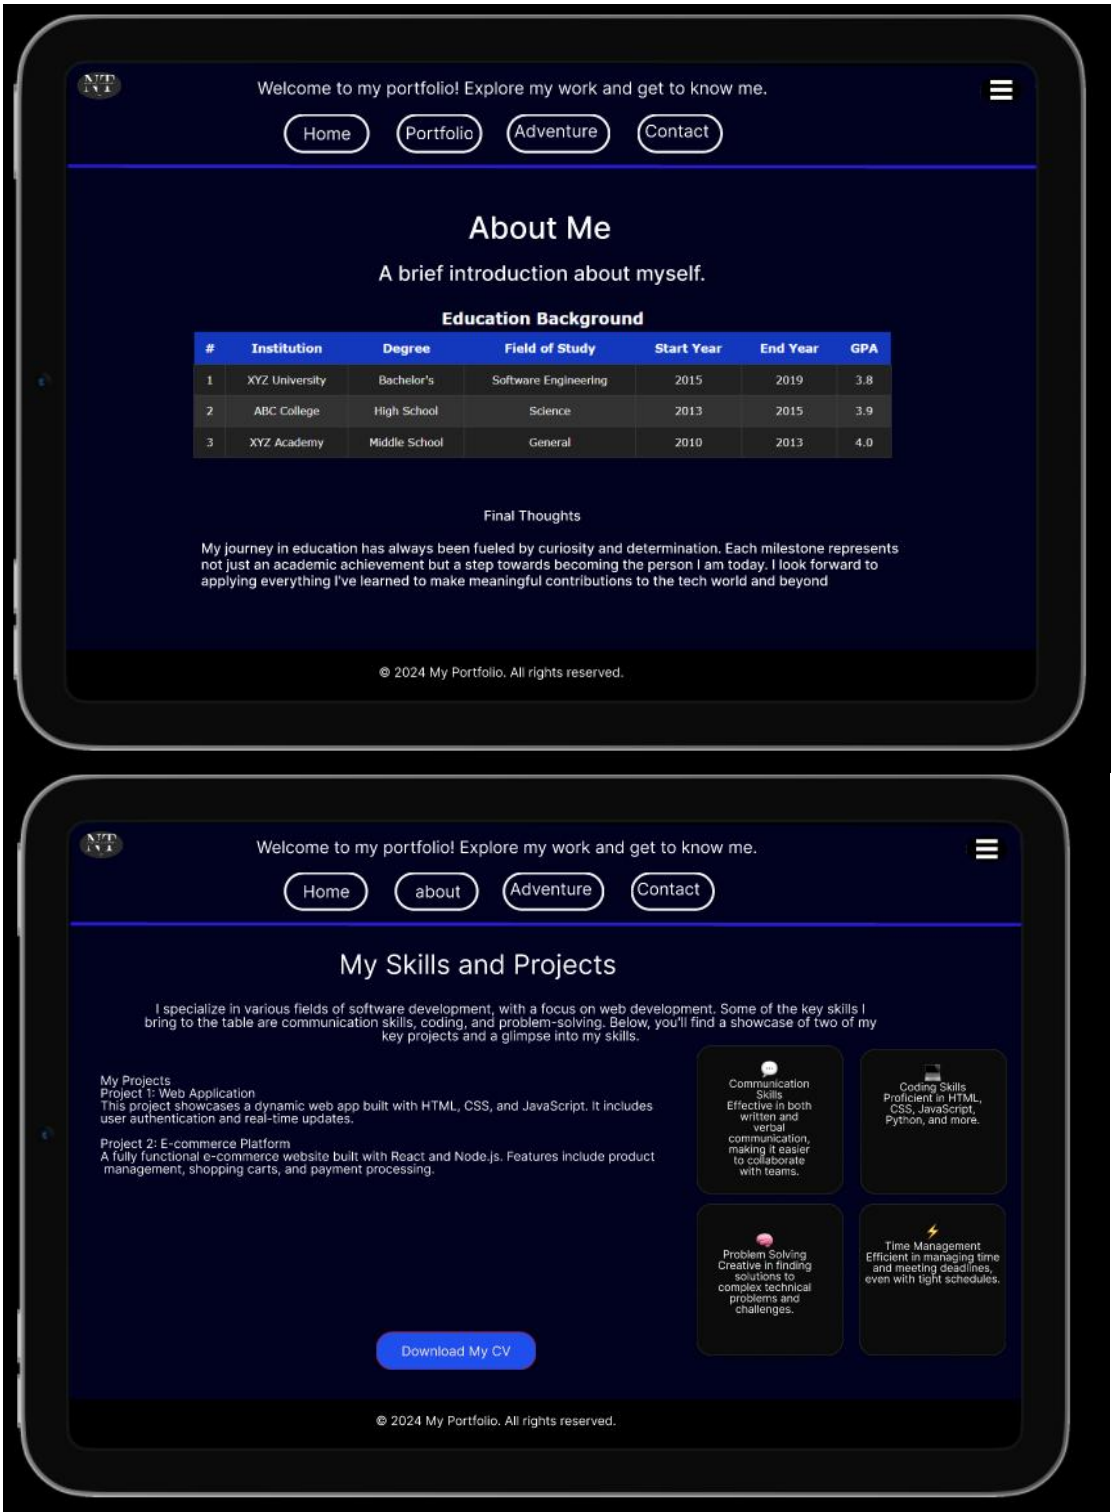 NT
Welcome to my portfolio! Explore my work and get to know me.
Home Portfolio Adventure Contact
About Me
A brief introduction about myself.
Education Background
# Institution Degree Field of Study Start Year End Year GPA
1 XYZ University Bachelor's Software Engineering 2015 2019 3.8
2 ABC College High School Science 2013 2015 3.9
3 XYZ Academy Middle School General 2010 2013 4.0
Final Thoughts
My journey in education has always been fueled by curiosity and determination. Each milestone represents
not just an academic achievement but a step towards becoming the person I am today. I look forward to
applying everything I've learned to make meaningful contributions to the tech world and beyond
© 2024 My Portfolio. All rights reserved.
NT
Welcome to my portfolio! Explore my work and get to know me.
Home about Adventure Contact
My Skills and Projects
I specialize in various fields of software development, with a focus on web development. Some of the key skills I
bring to the table are communication skills, coding, and problem-solving. Below, you'll find a showcase of two of my
key projects and a glimpse into my skills.
My Projects
Project 1: Web Application
This project showcases a dynamic web app built with HTML, CSS, and JavaScript. It includes
user authentication and real-time updates.
Project 2: E-commerce Platform
A fully functional e-commerce website built with React and Node.js. Features include product
management, shopping carts, and payment processing.
Communication
Skills
Effective in both
written and
verbal
communication,
making it easier
to collaborate
with teams.
Coding Skills
Proficient in HTML,
CSS, JavaScript,
Python, and more.
Problem Solving
Creative in finding
solutions to
complex technical
problems and
challenges.
Time Management
Efficient in managing time
and meeting deadlines,
even with tight schedules.
Download My CV
© 2024 My Portfolio. All rights reserved.